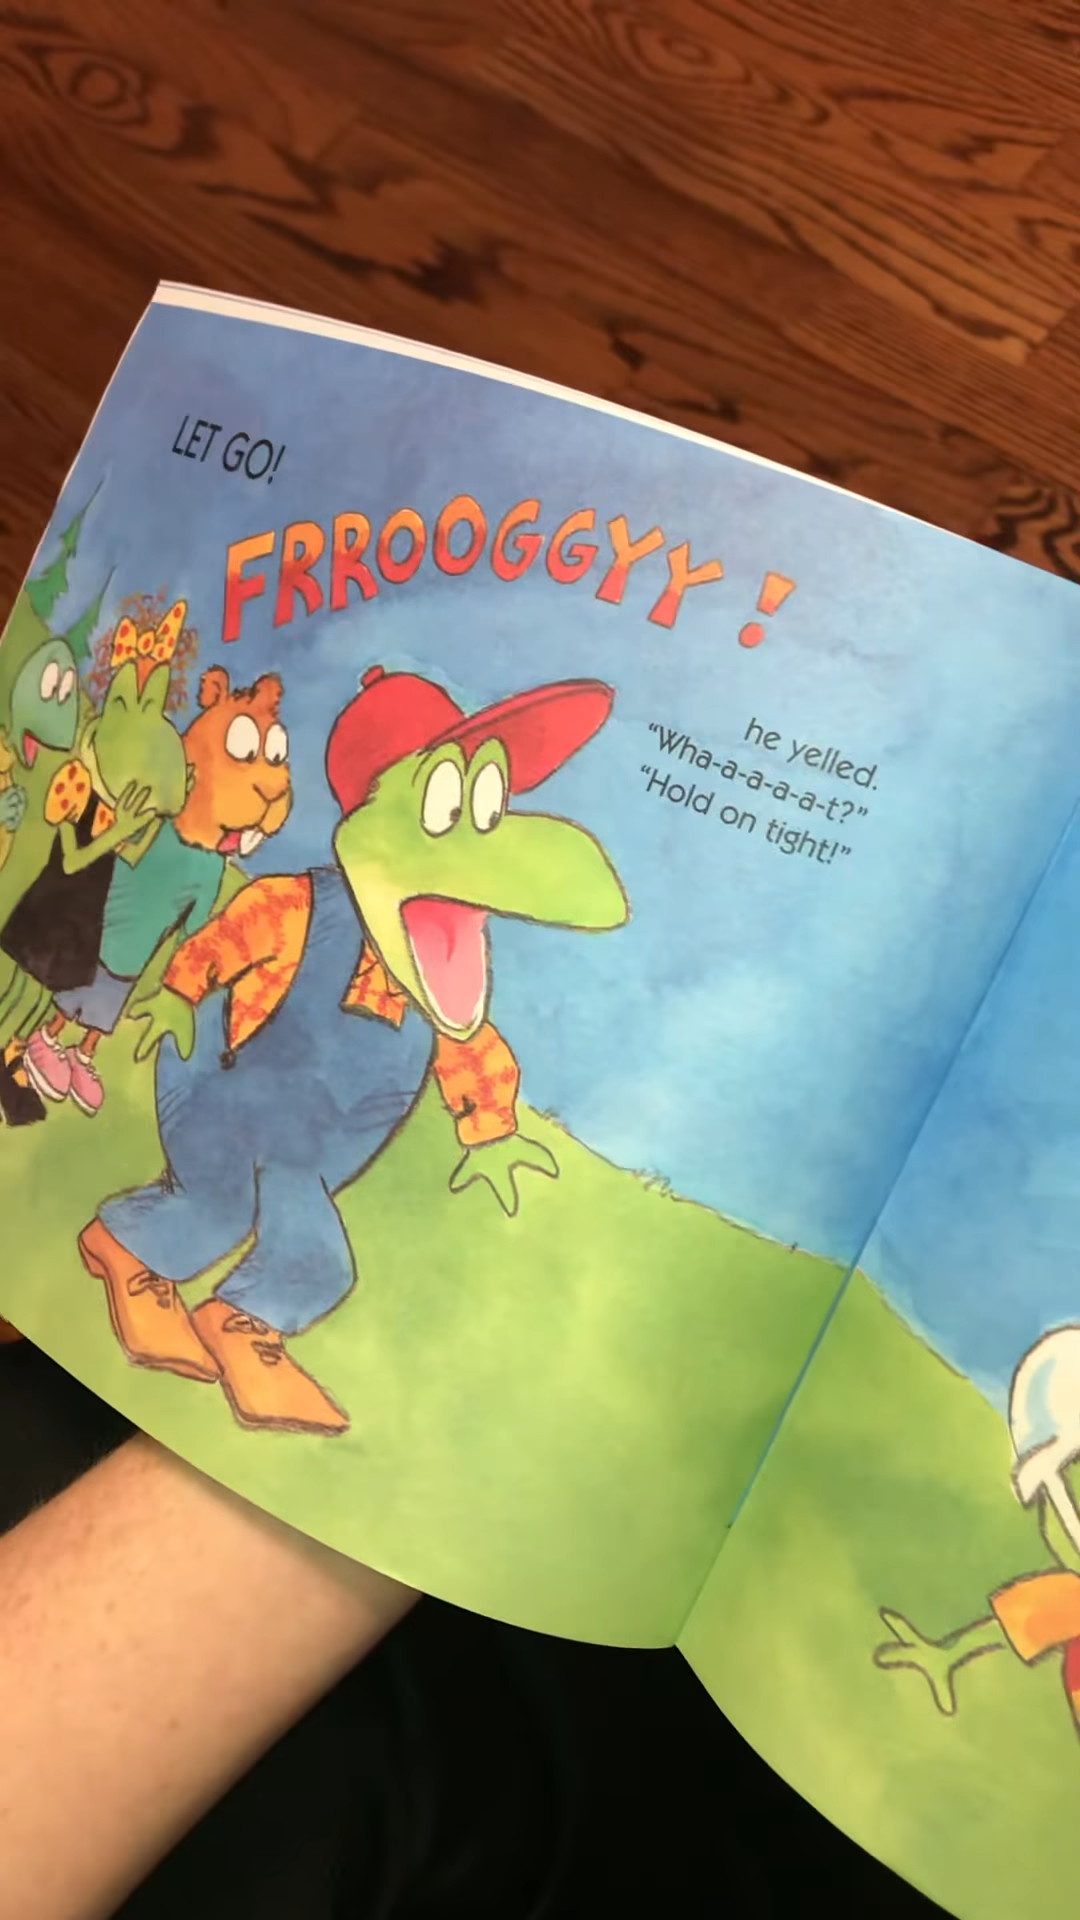 LET GO!
FRROOGGYY!
he yelled.
“Wha-a-a-a-a-t?”
“Hold on tight!”